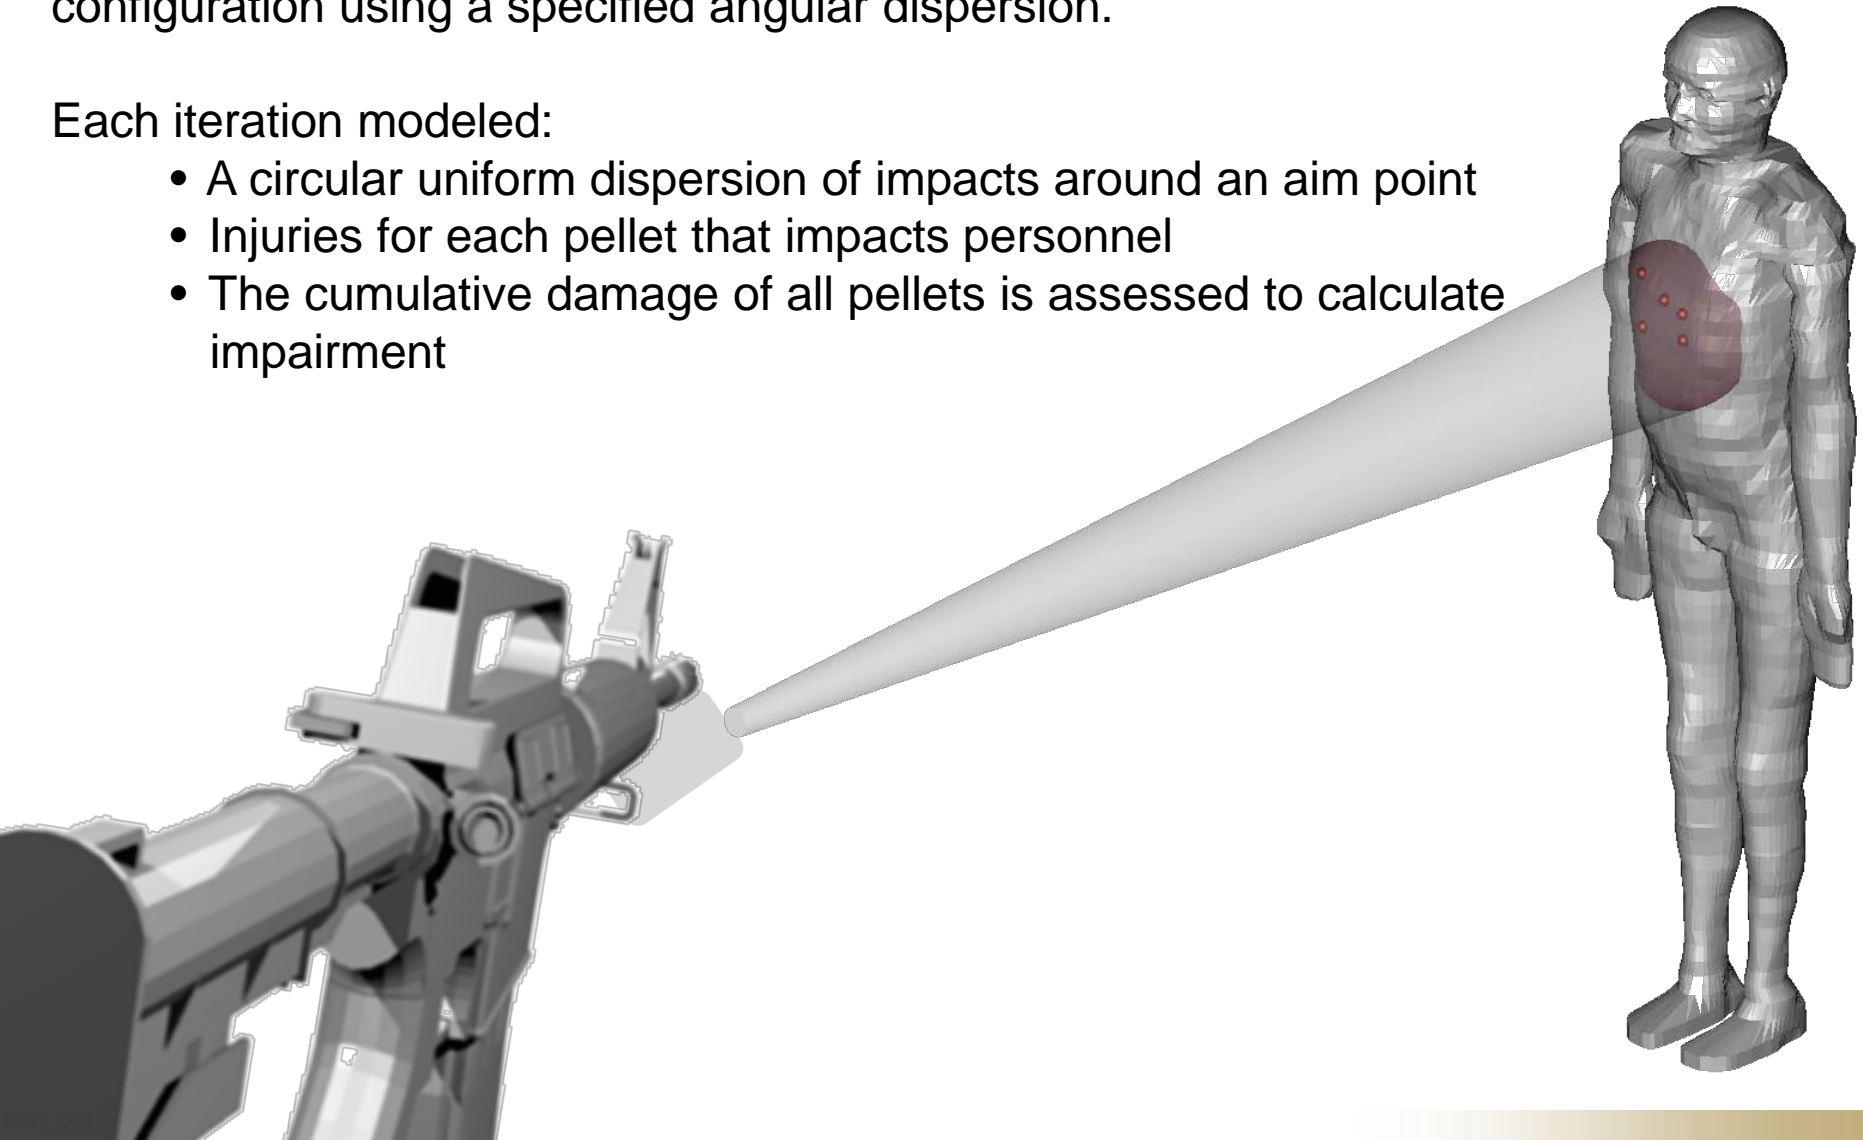 configuration using a specified angular dispersion.
Each iteration modeled:
• A circular uniform dispersion of impacts around an aim point
• Injuries for each pellet that impacts personnel
• The cumulative damage of all pellets is assessed to calculate
impairment